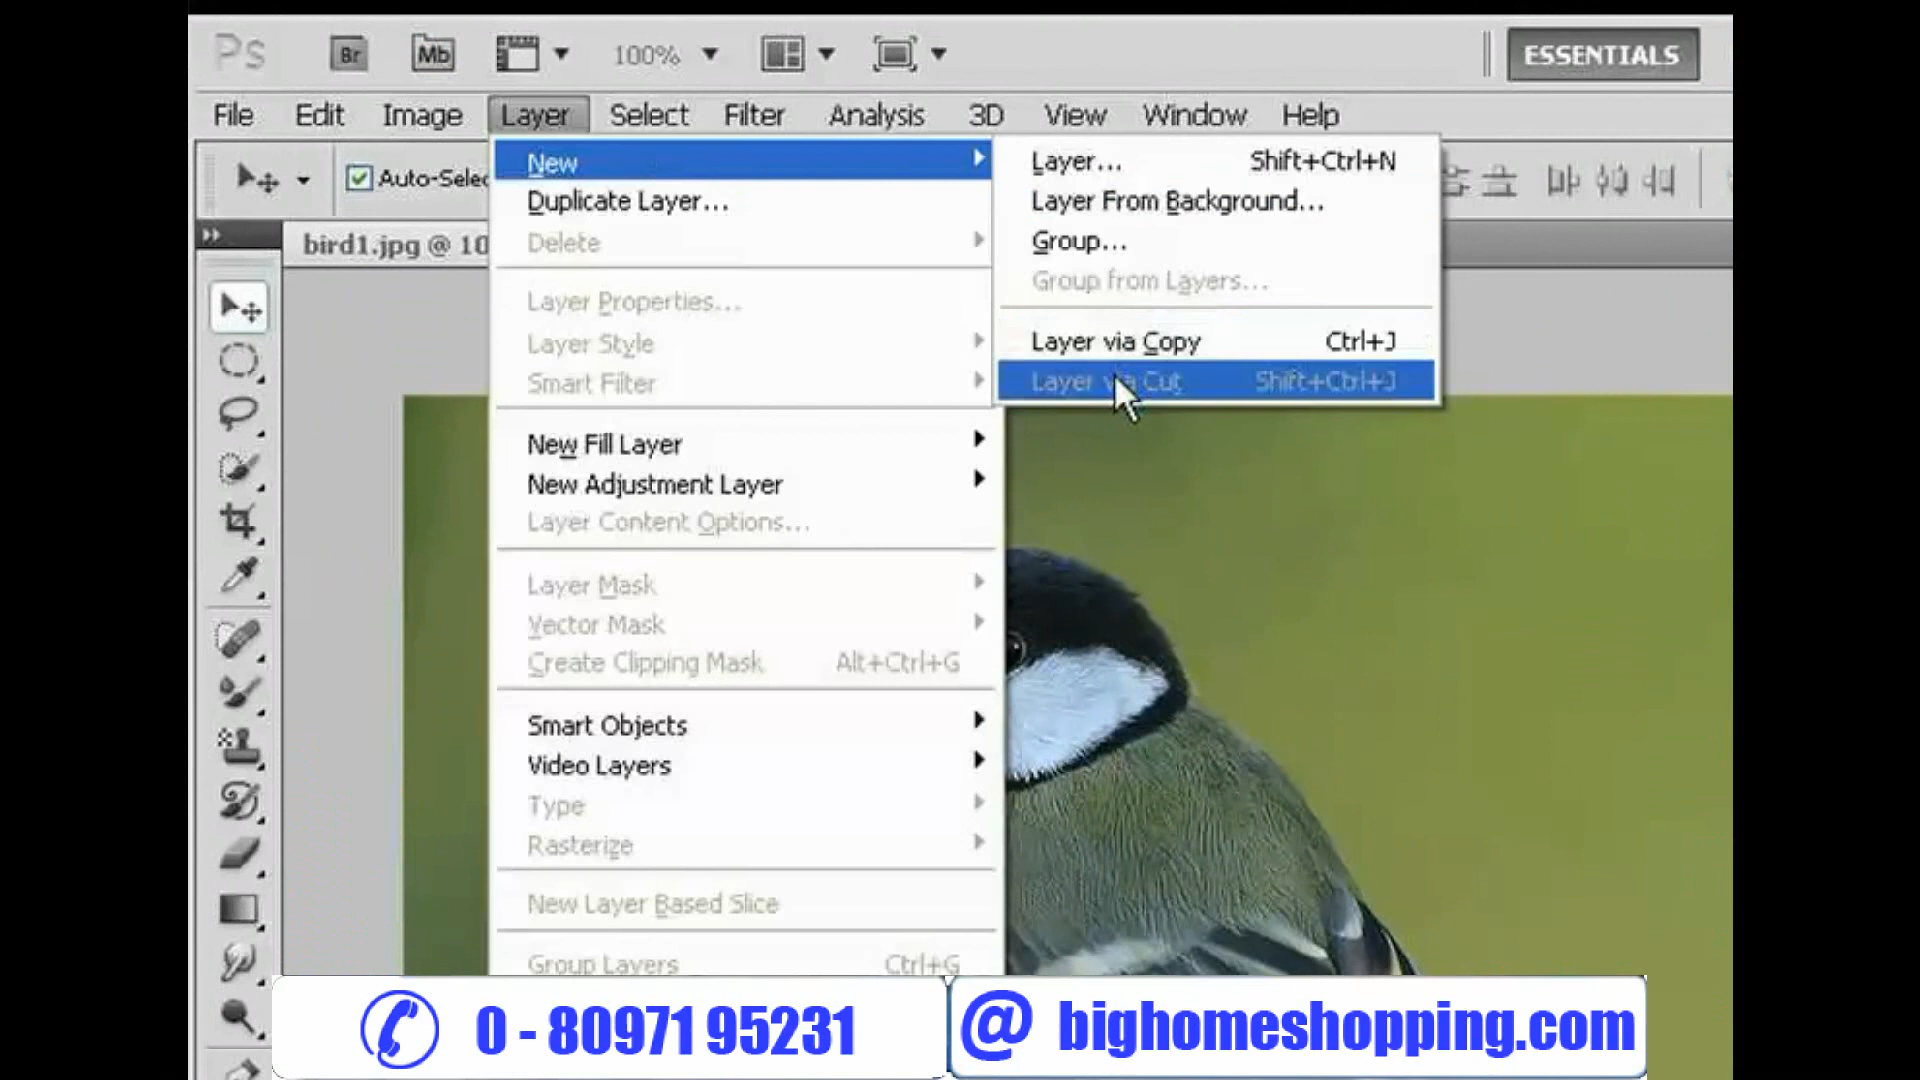 Ps Br Mb 100% ESSENTIALS
File Edit Image Layer Select Filter Analysis 3D View Window Help
Auto-Selec
bird1.jpg @ 10
New
Duplicate Layer...
Delete
Layer Properties...
Layer Style
Smart Filter
New Fill Layer
New Adjustment Layer
Layer Content Options...
Layer Mask
Vector Mask
Create Clipping Mask Alt+Ctrl+G
Smart Objects
Video Layers
Type
Rasterize
New Layer Based Slice
Group Layers Ctrl+G
Layer... Shift+Ctrl+N
Layer From Background...
Group...
Group from Layers...
Layer via Copy Ctrl+J
Layer via Cut Shift+Ctrl+J
0 - 80971 95231
@ bighomeshopping.com